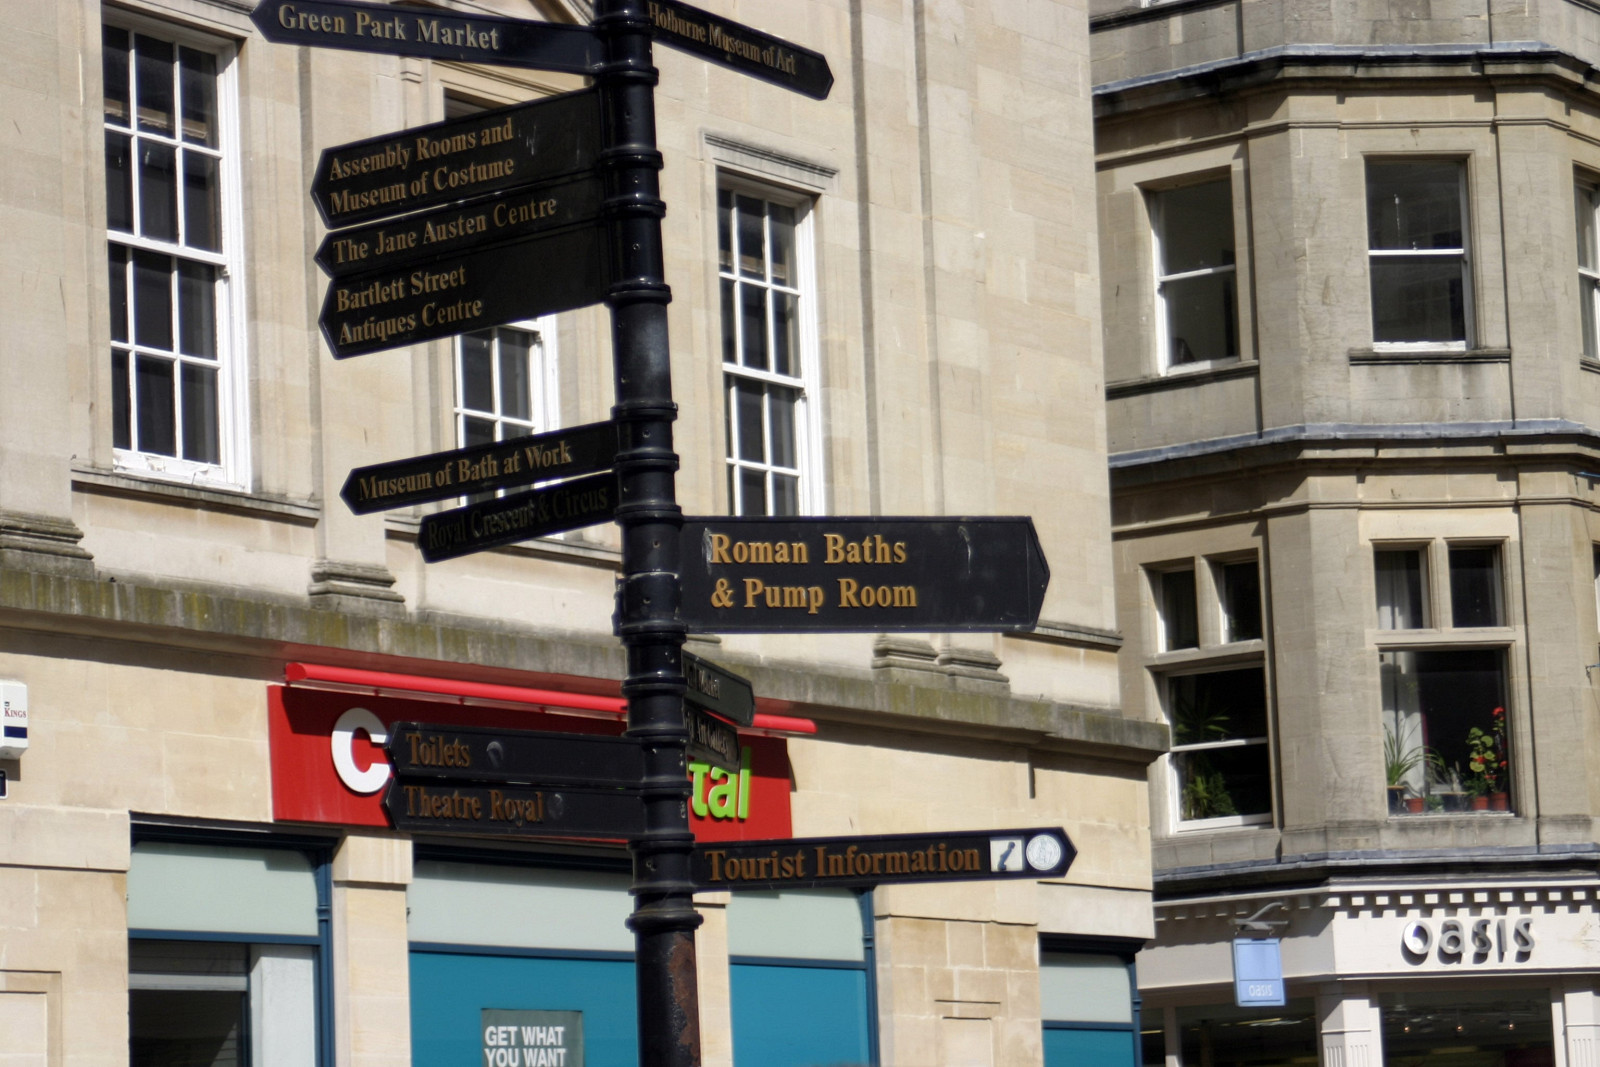 Green Park Market
Holburne Museum of Art
Assembly Rooms and
Museum of Costume
The Jane Austen Centre
Bartlett Street
Antiques Centre
Museum of Bath at Work
Royal Crescent & Circus
Roman Baths
& Pump Room
Toilets
Theatre Royal
Tourist Information
tal
KINGS
oasis
oasis
GET WHAT
YOU WANT